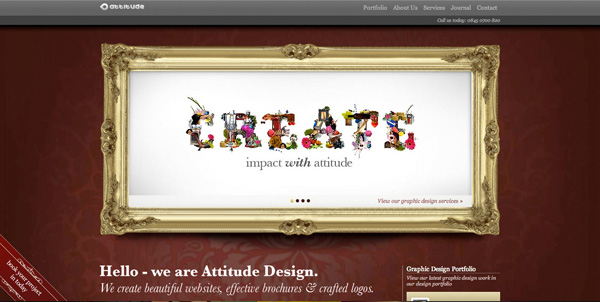 attitude
Portfolio About Us Services Journal Contact
Call us today: 0845 0700 820
CREATE
impact with attitude
View our graphic design services »
book your project in today
Hello - we are Attitude Design.
We create beautiful websites, effective brochures & crafted logos.
Graphic Design Portfolio
View our latest graphic design work in
our design portfolio